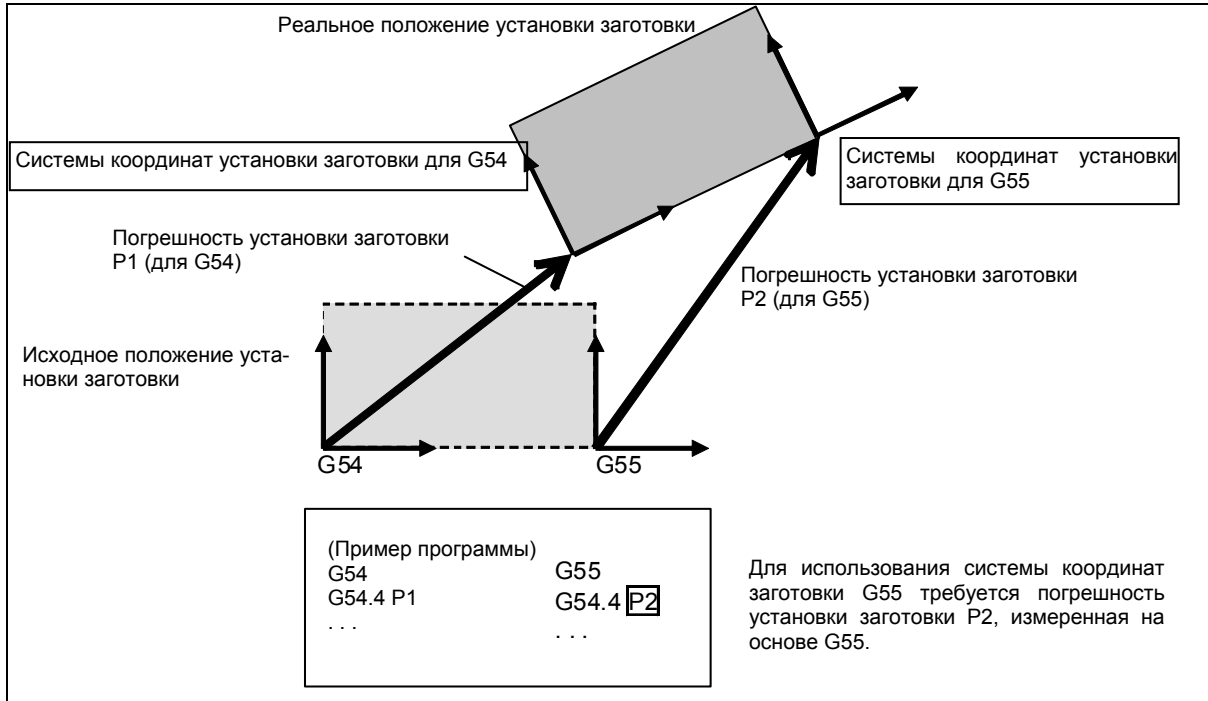 Реальное положение установки заготовки
Системы координат установки заготовки для G54
Системы координат установки
заготовки для G55
Погрешность установки заготовки
P1 (для G54)
Погрешность установки заготовки
P2 (для G55)
Исходное положение уста-
новки заготовки
G54
G55
(Пример программы)
G54
G54.4 P1
. . .
G55
G54.4 P2
. . .
Для использования системы координат
заготовки G55 требуется погрешность
установки заготовки P2, измеренная на
основе G55.